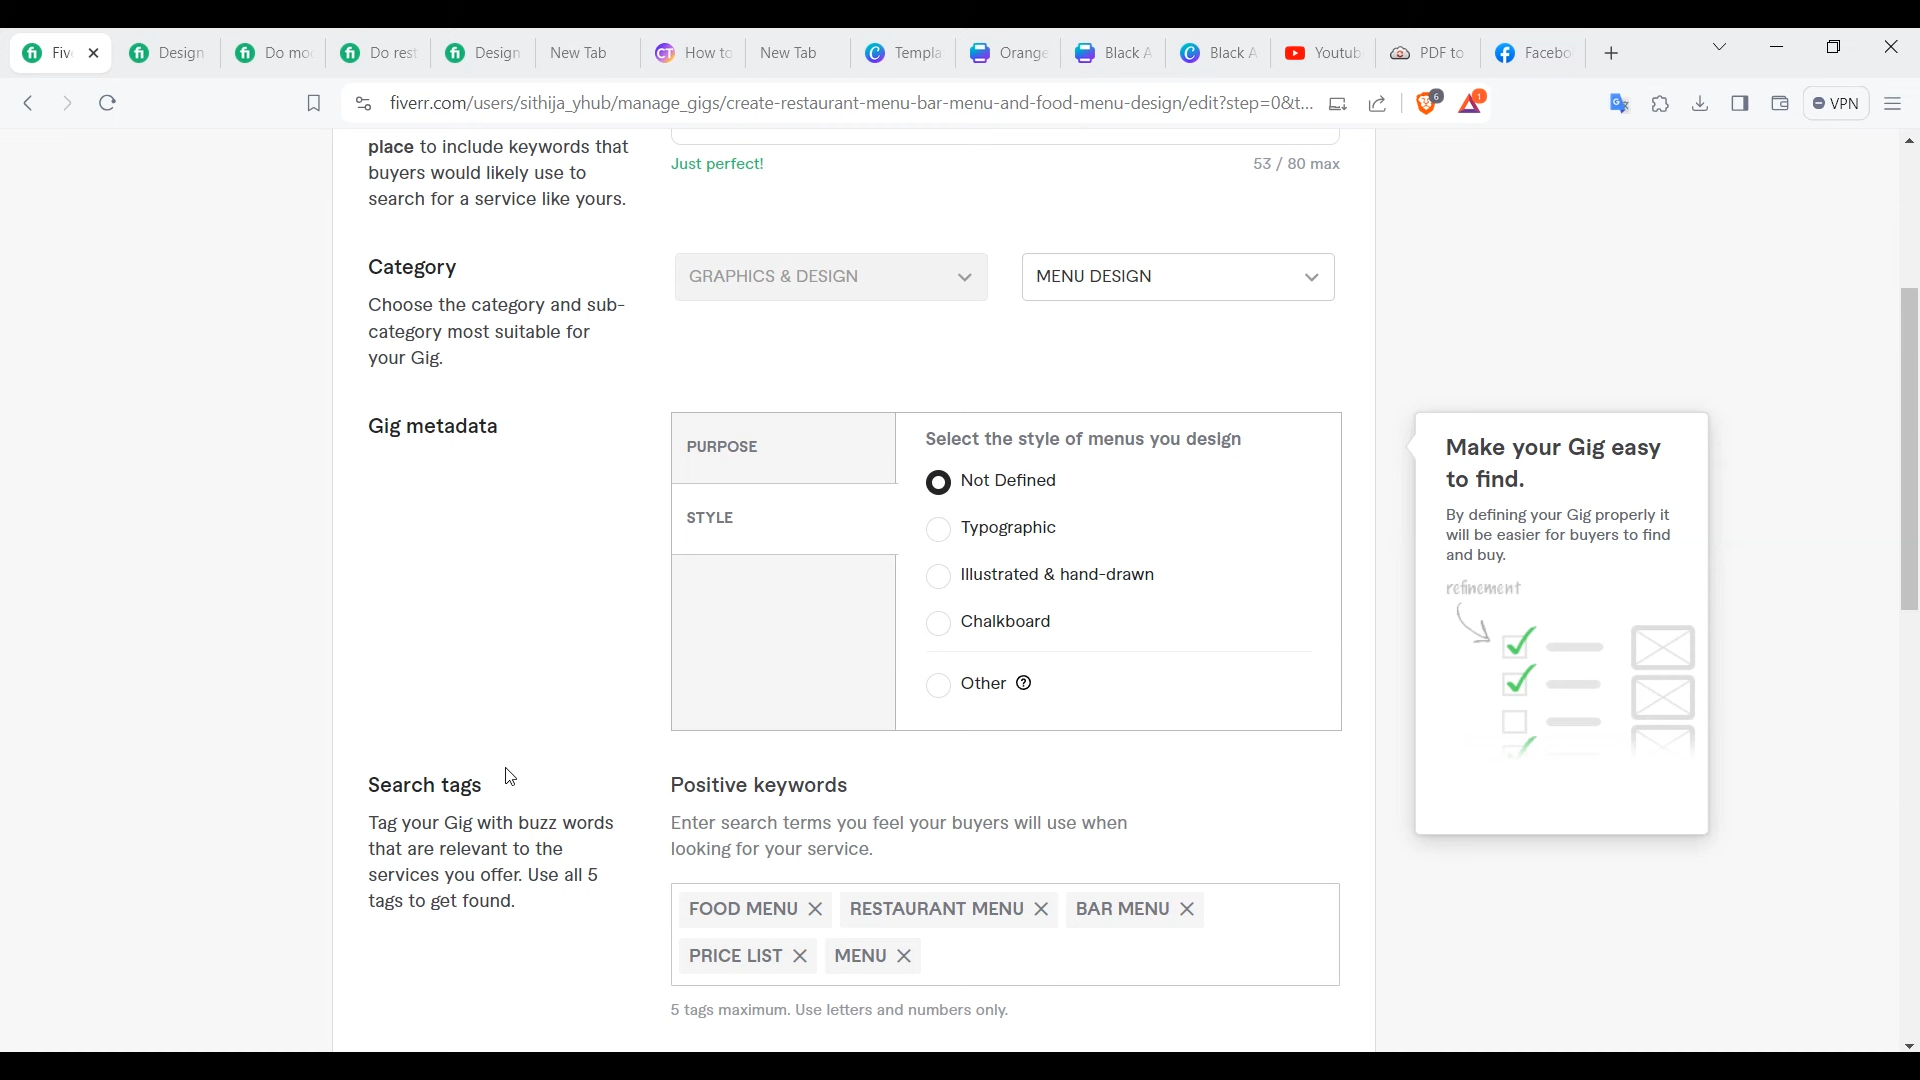 Fiv
Design
Do mo
Do rest
Design
New Tab
CT
How to
New Tab
Templa
Orange
Black A
Black A
Youtub
PDF to
Facebo
fiverr.com/users/sithija_yhub/manage_gigs/create-restaurant-menu-bar-menu-and-food-menu-design/edit?step=0&t...
6
1
VPN
place to include keywords that
buyers would likely use to
search for a service like yours.
Just perfect!
53 / 80 max
Category
Choose the category and sub-
category most suitable for
your Gig.
GRAPHICS & DESIGN
MENU DESIGN
Gig metadata
PURPOSE
STYLE
Select the style of menus you design
Not Defined
Typographic
Illustrated & hand-drawn
Chalkboard
Other
Make your Gig easy
to find.
By defining your Gig properly it
will be easier for buyers to find
and buy.
refinement
Search tags
Tag your Gig with buzz words
that are relevant to the
services you offer. Use all 5
tags to get found.
Positive keywords
Enter search terms you feel your buyers will use when
looking for your service.
FOOD MENU
RESTAURANT MENU
BAR MENU
PRICE LIST
MENU
5 tags maximum. Use letters and numbers only.